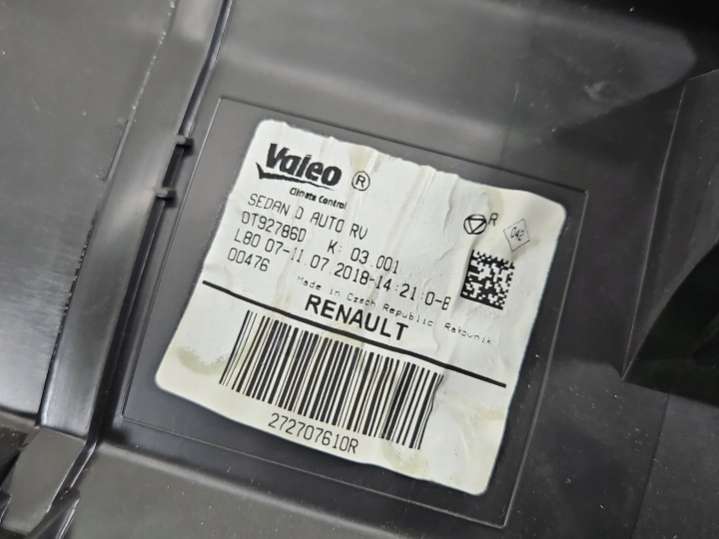 Valeo ®
Climate Control
SEDAN D AUTO RV
DT92786D K: 03.001
L80 07-11.07.2018-14:21:0-B
00476
R
Made in Czech Republic Rakovnik
RENAULT
272707610R